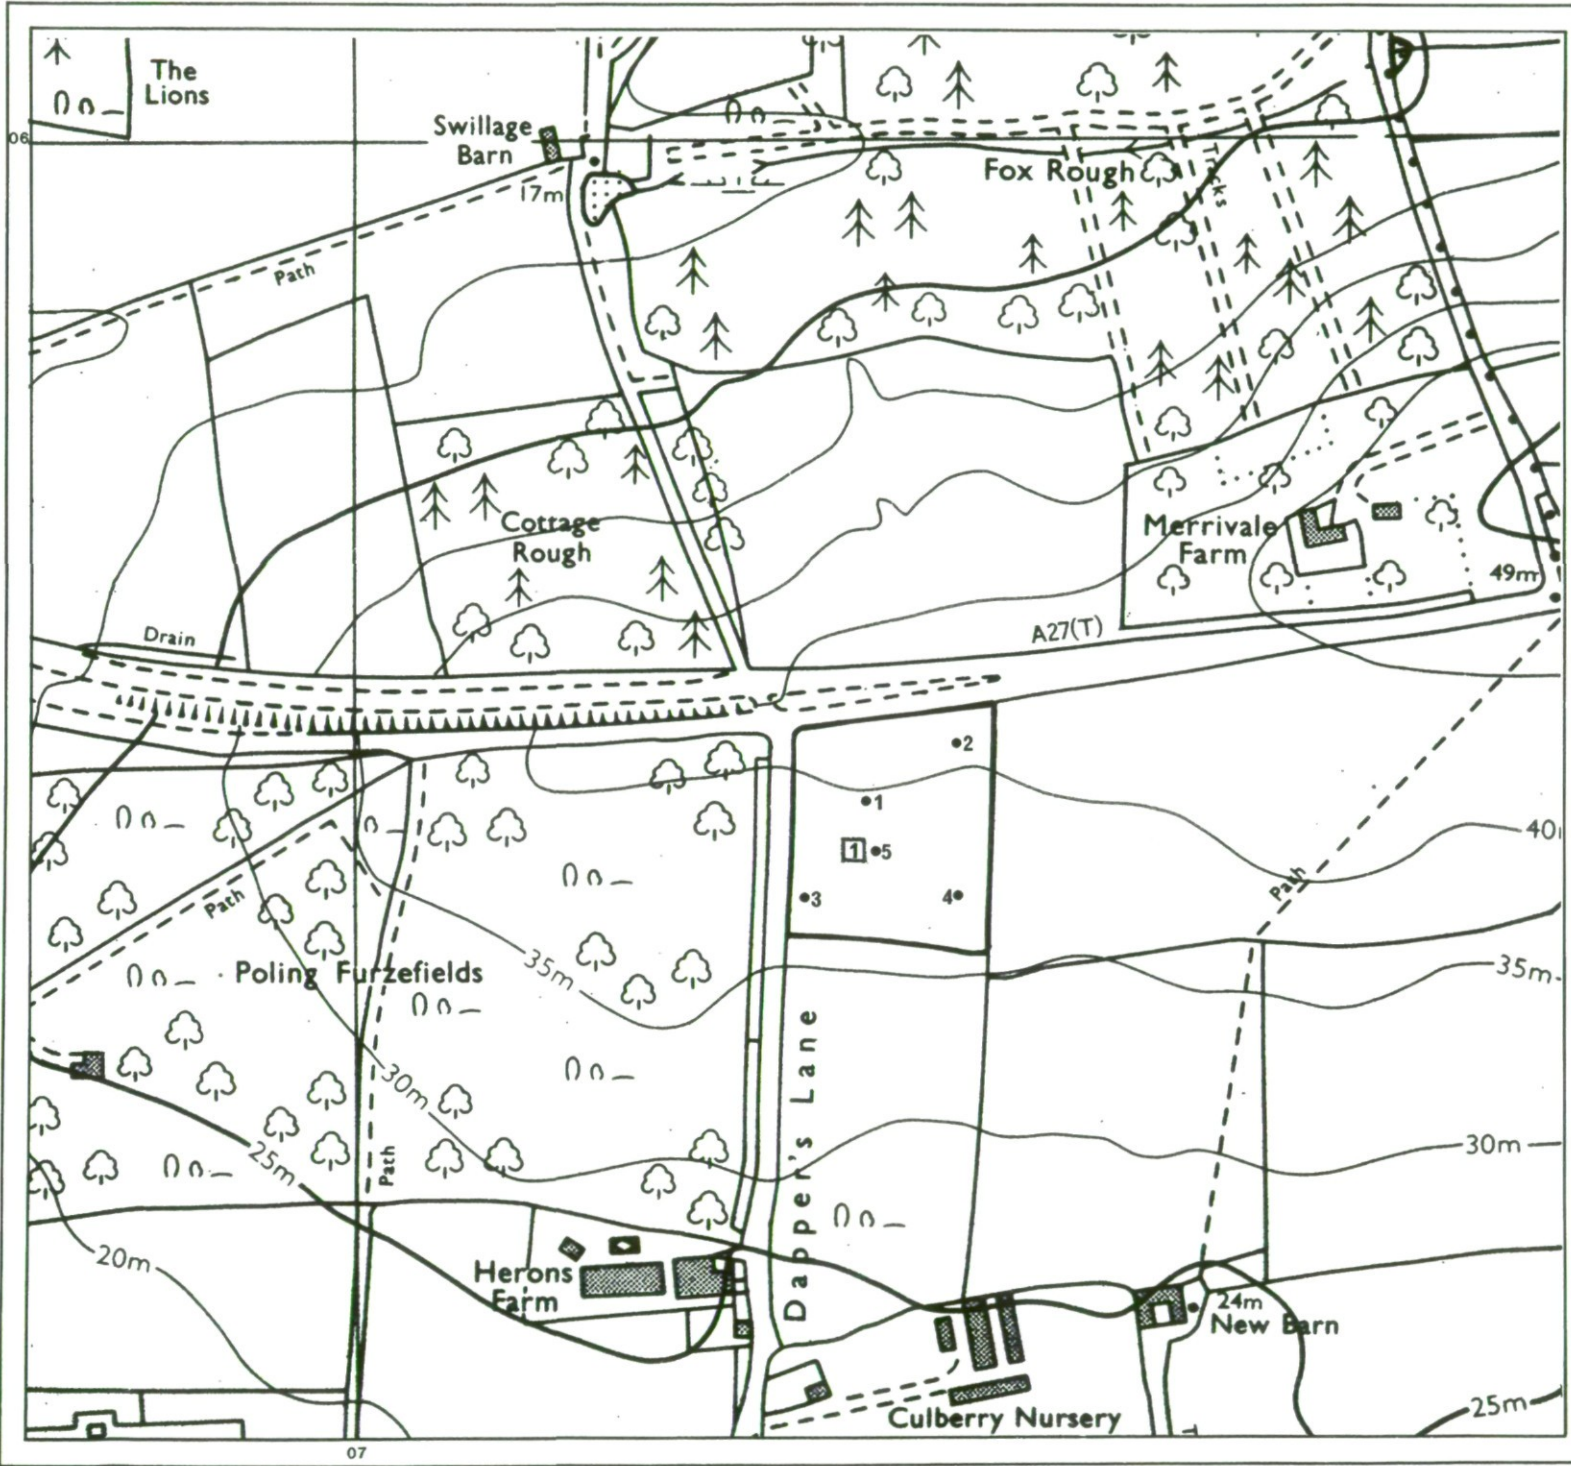 The
Lions
06
Swillage
Barn
17m
Fox Rough
Tracks
Path
Cottage
Rough
Merrivale
Farm
49m
A27(T)
Drain
2
1
1
5
3
4
40
Path
Path
35m
35m
Poling Furzefields
30m
Dapper's Lane
30m
Path
25m
20m
Herons
Farm
24m
New Barn
25m
Culberry Nursery
T
07